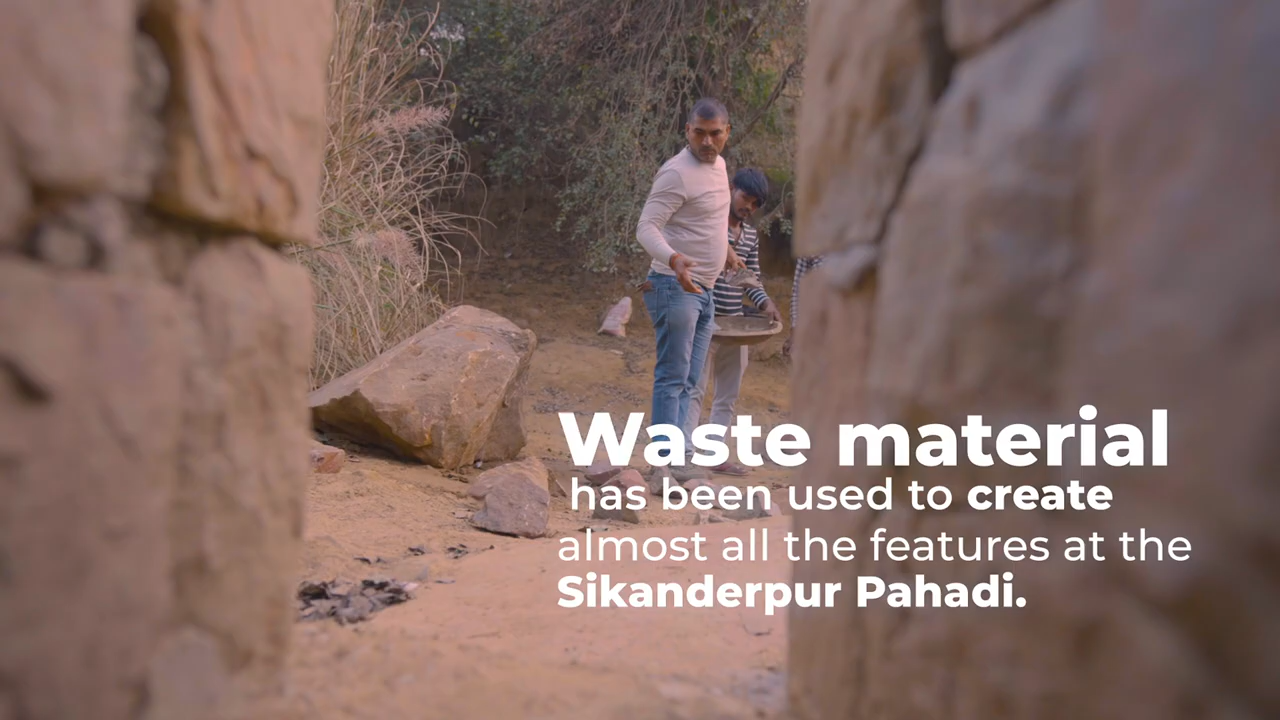 Waste material
has been used to create
almost all the features at the
Sikanderpur Pahadi.